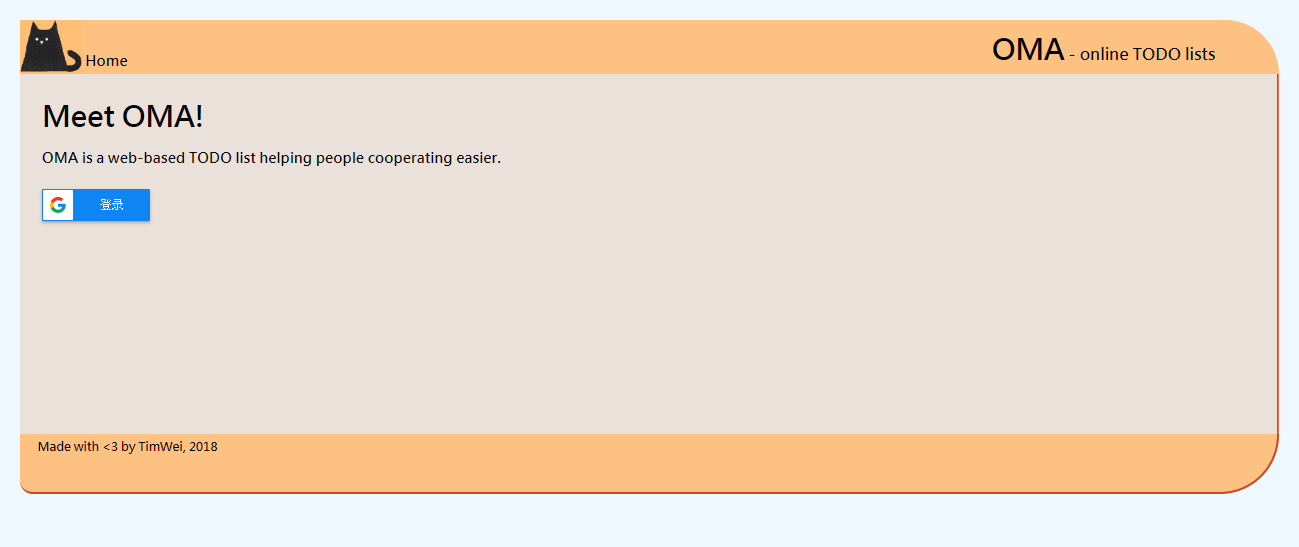 Home
OMA - online TODO lists
Meet OMA!
OMA is a web-based TODO list helping people cooperating easier.
登录
Made with <3 by TimWei, 2018